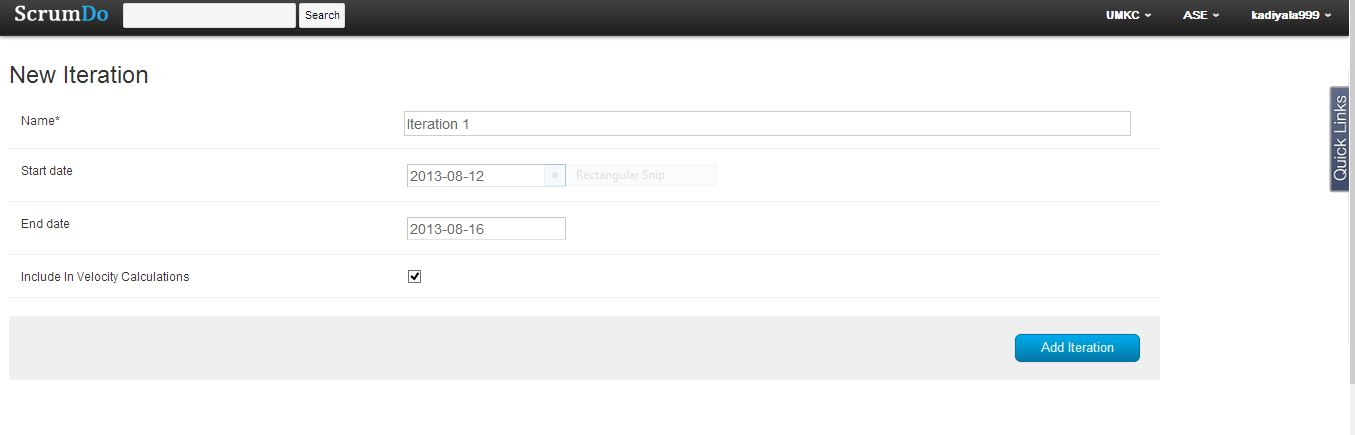 ScrumDo Search UMKC ASE kadiyala999
New Iteration
Quick Links
Name* Iteration 1
Start date 2013-08-12 Rectangular Snip
End date 2013-08-16
Include In Velocity Calculations
Add Iteration